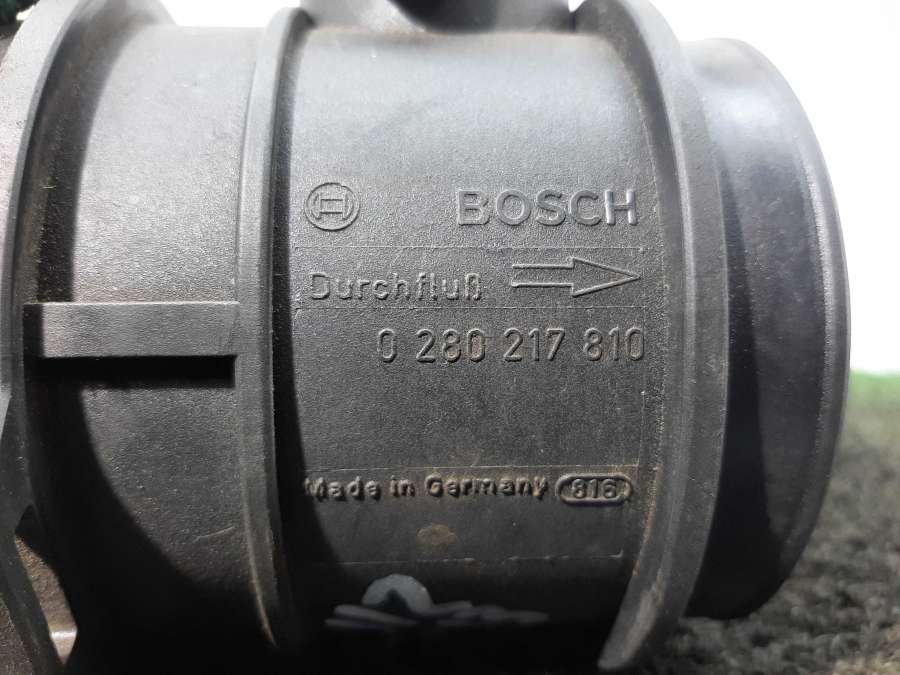 BOSCH
Durchfluß
0 280 217 810
Made in Germany 816